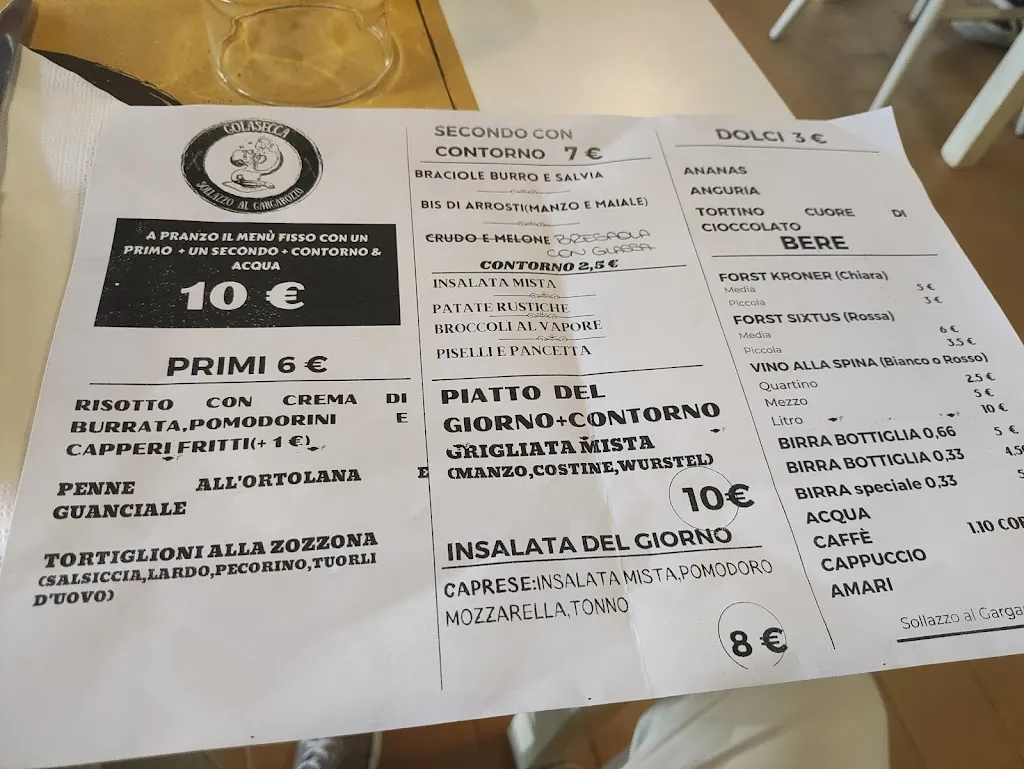 GOLASECCA
SOLLAZZO AL GARGAROZZO
A PRANZO IL MENÙ FISSO CON UN
PRIMO + UN SECONDO + CONTORNO &
ACQUA
10 €
PRIMI 6 €
RISOTTO CON CREMA DI
BURRATA,POMODORINI E
CAPPERI FRITTI(+ 1 €)
PENNE ALL'ORTOLANA E
GUANCIALE
TORTIGLIONI ALLA ZOZZONA
(SALSICCIA,LARDO,PECORINO,TUORLI
D'UOVO)
SECONDO CON
CONTORNO 7 €
BRACIOLE BURRO E SALVIA
BIS DI ARROSTI(MANZO E MAIALE)
CRUDO E MELONE BRESAOLA
CON GLASSA
CONTORNO 2,5 €
INSALATA MISTA
PATATE RUSTICHE
BROCCOLI AL VAPORE
PISELLI E PANCETTA
PIATTO DEL
GIORNO+CONTORNO
GRIGLIATA MISTA
(MANZO,COSTINE,WURSTEL)
10€
INSALATA DEL GIORNO
CAPRESE:INSALATA MISTA,POMODORO
MOZZARELLA,TONNO
8 €
DOLCI 3 €
ANANAS
ANGURIA
TORTINO CUORE DI
CIOCCOLATO
BERE
FORST KRONER (Chiara)
Media 5 €
Piccola 3 €
FORST SIXTUS (Rossa)
Media 6 €
Piccola 3.5 €
VINO ALLA SPINA (Bianco o Rosso)
Quartino 2,5 €
Mezzo 5 €
Litro 10 €
BIRRA BOTTIGLIA 0,66 5 €
BIRRA BOTTIGLIA 0,33
BIRRA speciale 0,33
ACQUA
CAFFÈ 1.10
CAPPUCCIO
AMARI
Sollazzo al